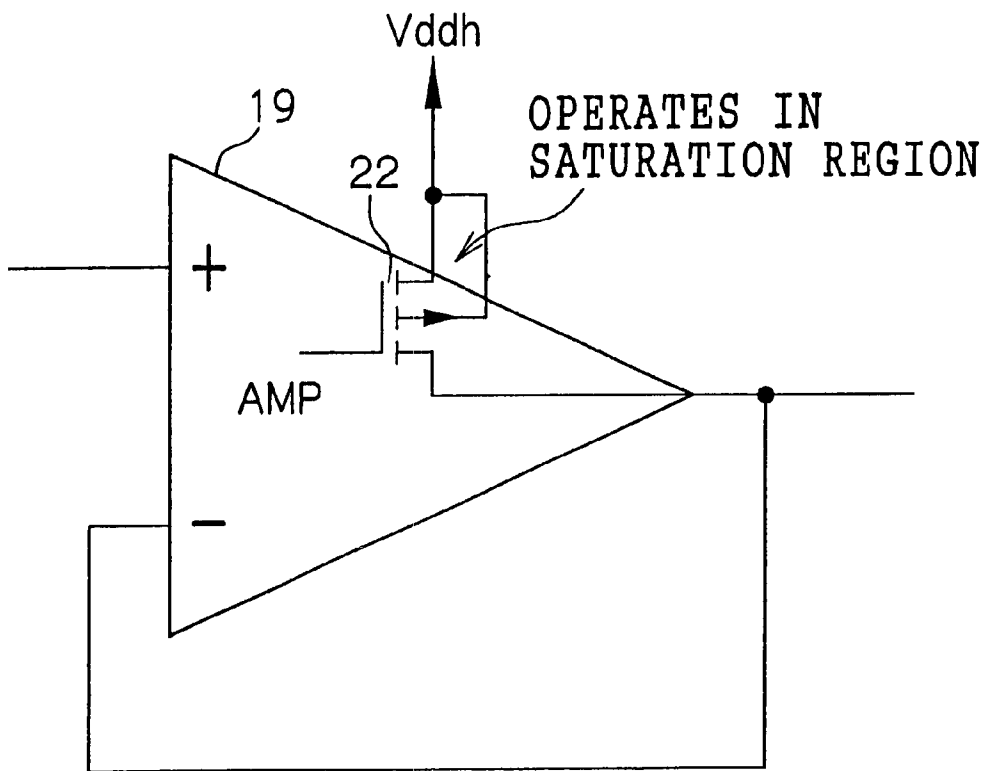 Vddh
19
OPERATES IN
SATURATION REGION
22
+
AMP
−